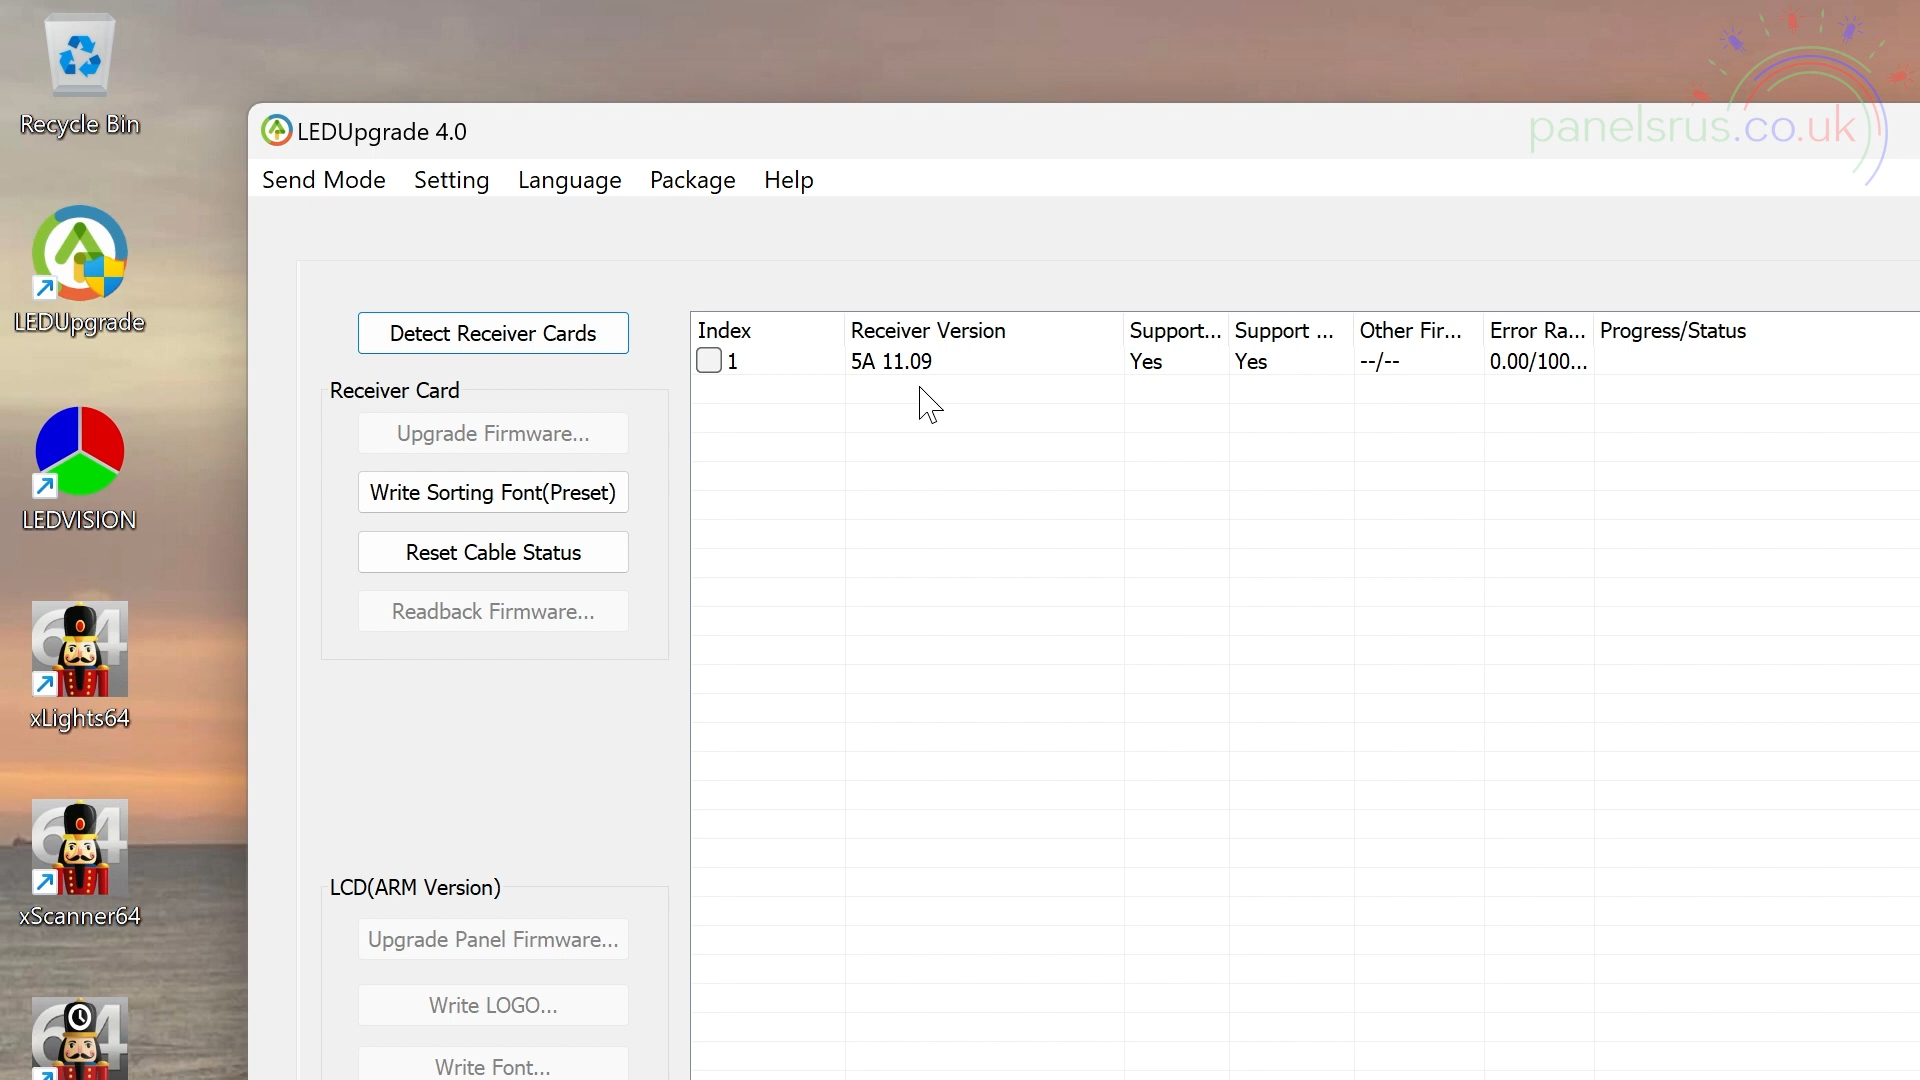 Recycle Bin
LEDUpgrade
LEDVISION
xLights64
xScanner64
LEDUpgrade 4.0
panelsrus.co.uk
Send Mode Setting Language Package Help
Detect Receiver Cards
Receiver Card
Upgrade Firmware...
Write Sorting Font(Preset)
Reset Cable Status
Readback Firmware...
LCD(ARM Version)
Upgrade Panel Firmware...
Write LOGO...
Write Font...
Index Receiver Version Support... Support ... Other Fir... Error Ra... Progress/Status
1 5A 11.09 Yes Yes --/-- 0.00/100...